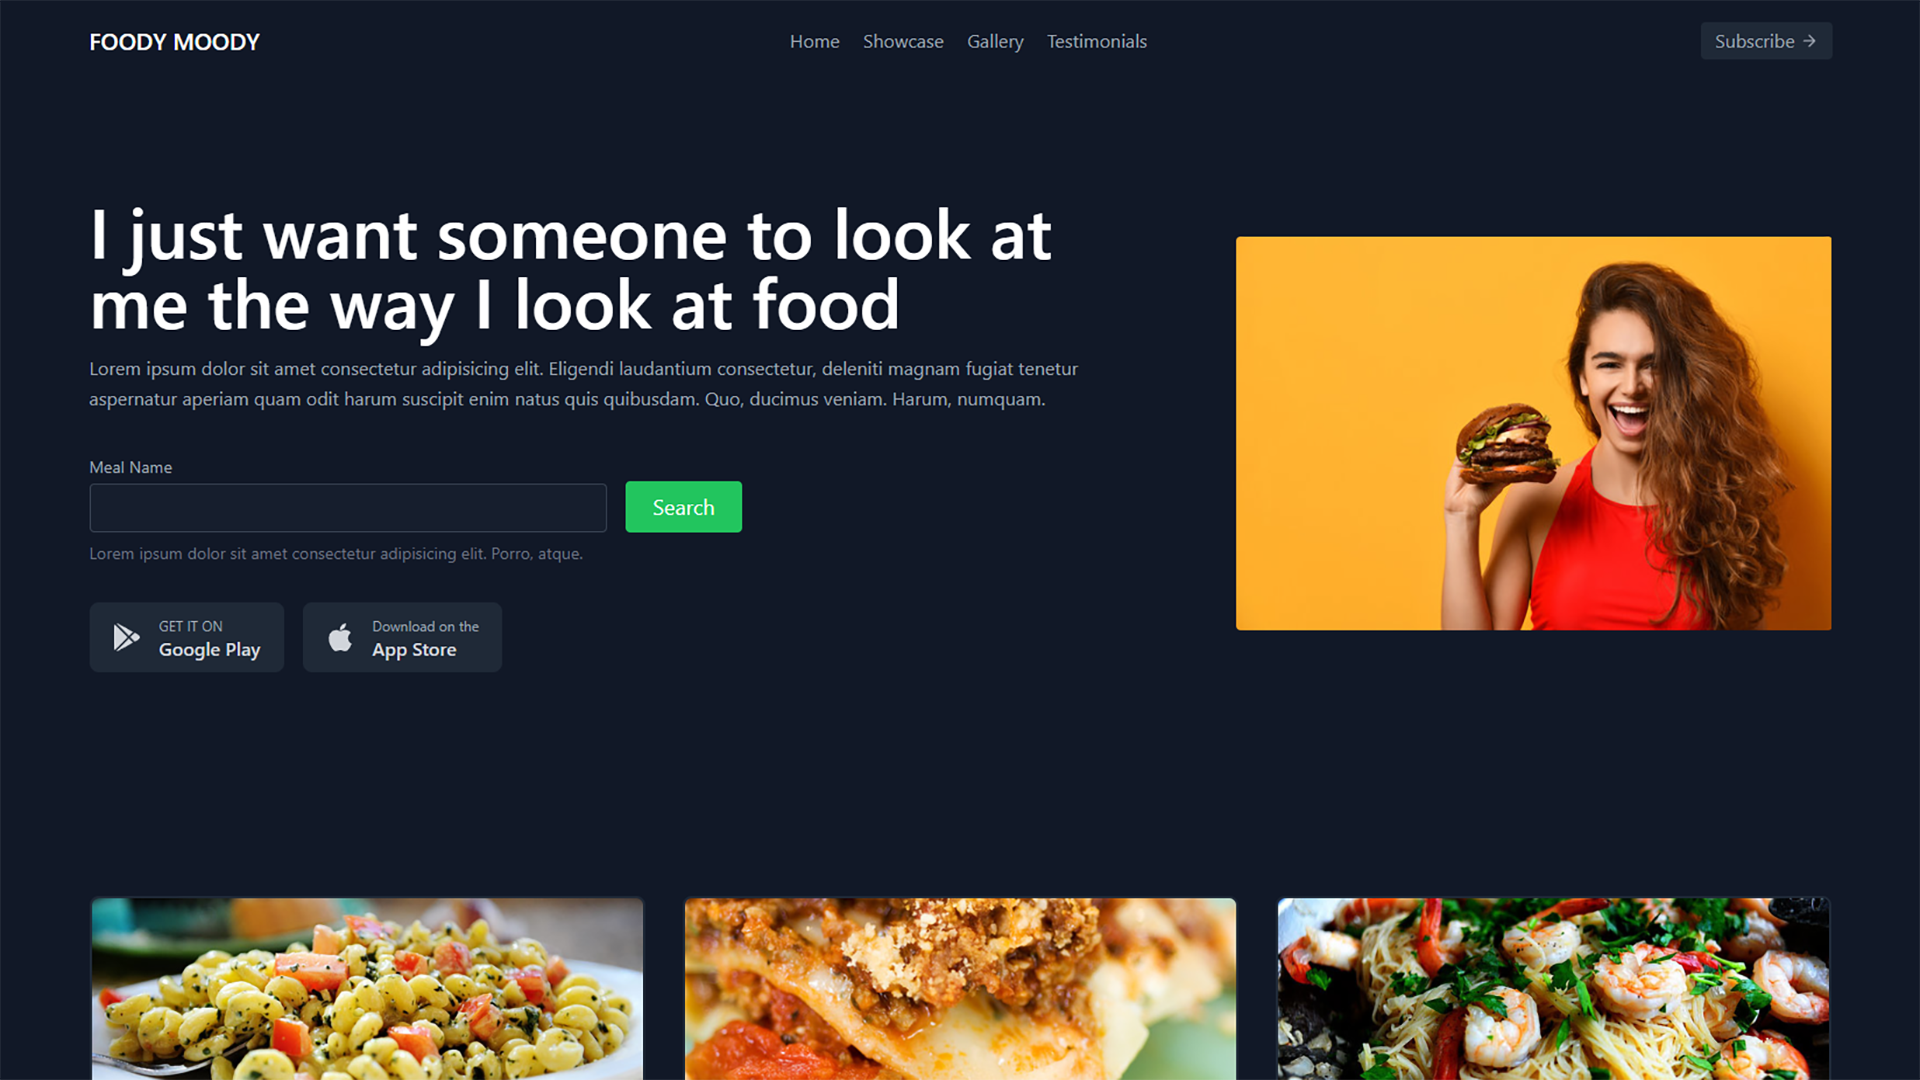 FOODY MOODY
Home Showcase Gallery Testimonials
Subscribe →
I just want someone to look at
me the way I look at food
Lorem ipsum dolor sit amet consectetur adipisicing elit. Eligendi laudantium consectetur, deleniti magnam fugiat tenetur
aspernatur aperiam quam odit harum suscipit enim natus quis quibusdam. Quo, ducimus veniam. Harum, numquam.
Meal Name
Search
Lorem ipsum dolor sit amet consectetur adipisicing elit. Porro, atque.
GET IT ON
Google Play
Download on the
App Store